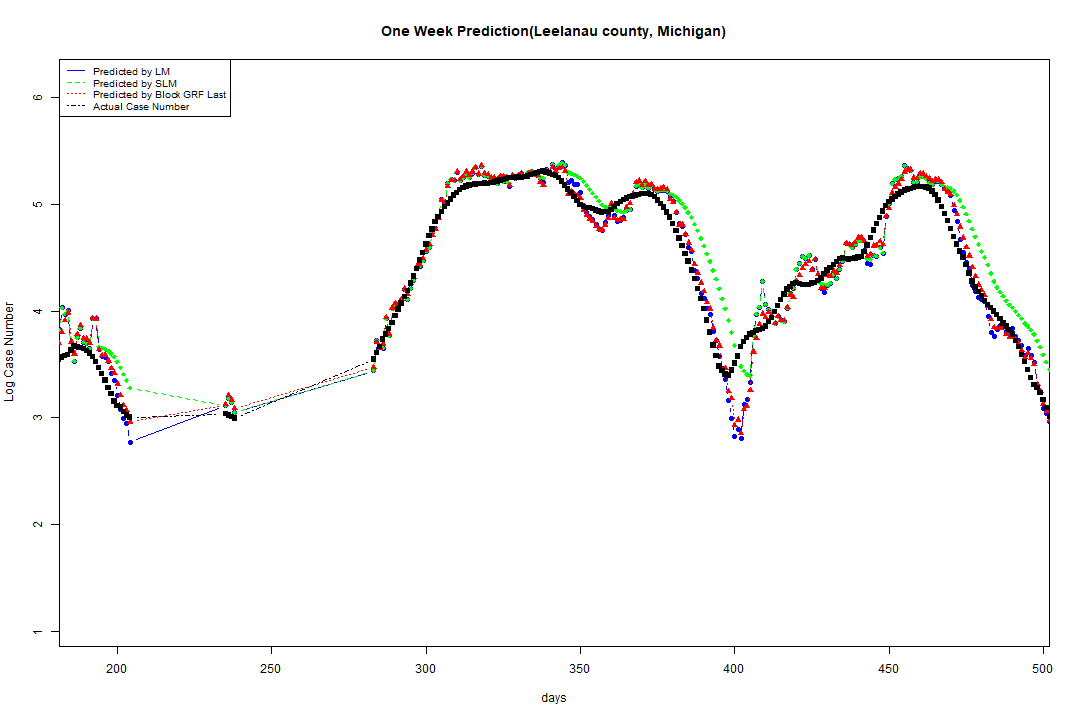 One Week Prediction(Leelanau county, Michigan)
Predicted by LM
Predicted by SLM
Predicted by Block GRF Last
Actual Case Number
6
5
4
3
2
1
Log Case Number
200
250
300
350
400
450
500
days